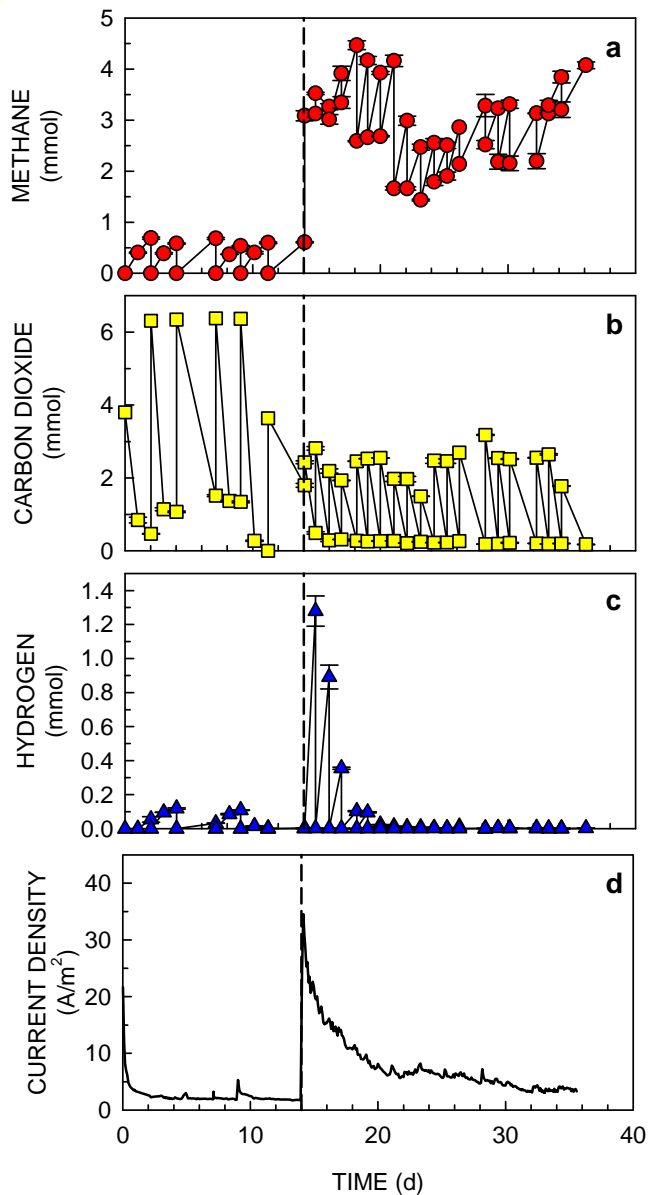 5
a
4
METHANE
(mmol)
3
2
1
0
b
6
CARBON DIOXIDE
(mmol)
4
2
0
c
1.4
1.2
HYDROGEN
(mmol)
1.0
0.8
0.6
0.4
0.2
0.0
d
40
CURRENT DENSITY
(A/m²)
30
20
10
0
0 10 20 30 40
TIME (d)